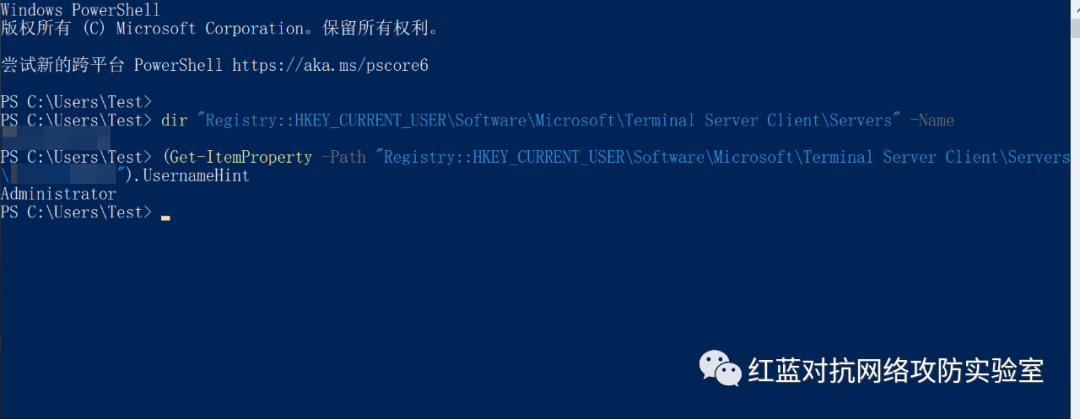 Windows PowerShell
版权所有 (C) Microsoft Corporation。保留所有权利。
尝试新的跨平台 PowerShell https://aka.ms/pscore6
PS C:\Users\Test>
PS C:\Users\Test> dir "Registry::HKEY_CURRENT_USER\Software\Microsoft\Terminal Server Client\Servers" -Name
PS C:\Users\Test> (Get-ItemProperty -Path "Registry::HKEY_CURRENT_USER\Software\Microsoft\Terminal Server Client\Servers
\").UsernameHint
Administrator
PS C:\Users\Test>
红蓝对抗网络攻防实验室